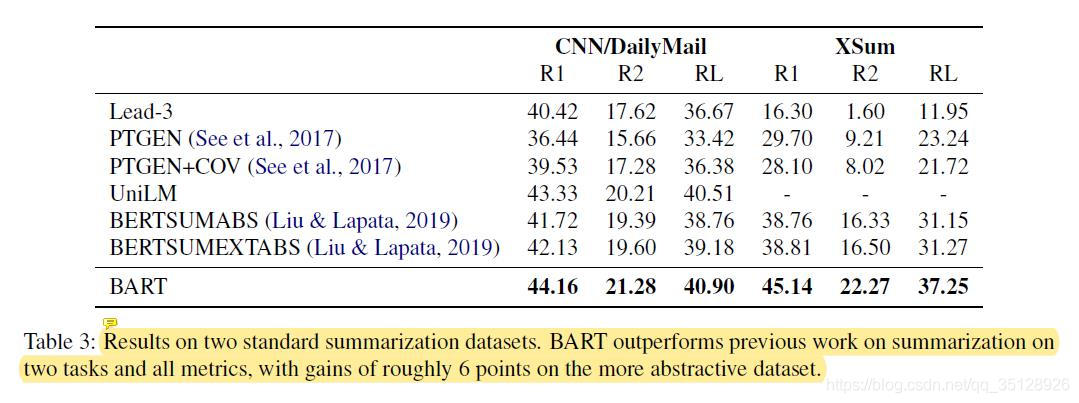 CNN/DailyMail XSum
R1 R2 RL R1 R2 RL
Lead-3 40.42 17.62 36.67 16.30 1.60 11.95
PTGEN (See et al., 2017) 36.44 15.66 33.42 29.70 9.21 23.24
PTGEN+COV (See et al., 2017) 39.53 17.28 36.38 28.10 8.02 21.72
UniLM 43.33 20.21 40.51 - - -
BERTSUMABS (Liu & Lapata, 2019) 41.72 19.39 38.76 38.76 16.33 31.15
BERTSUMEXTABS (Liu & Lapata, 2019) 42.13 19.60 39.18 38.81 16.50 31.27
BART 44.16 21.28 40.90 45.14 22.27 37.25
Table 3: Results on two standard summarization datasets. BART outperforms previous work on summarization on
two tasks and all metrics, with gains of roughly 6 points on the more abstractive dataset.
https://blog.csdn.net/qq_35128926